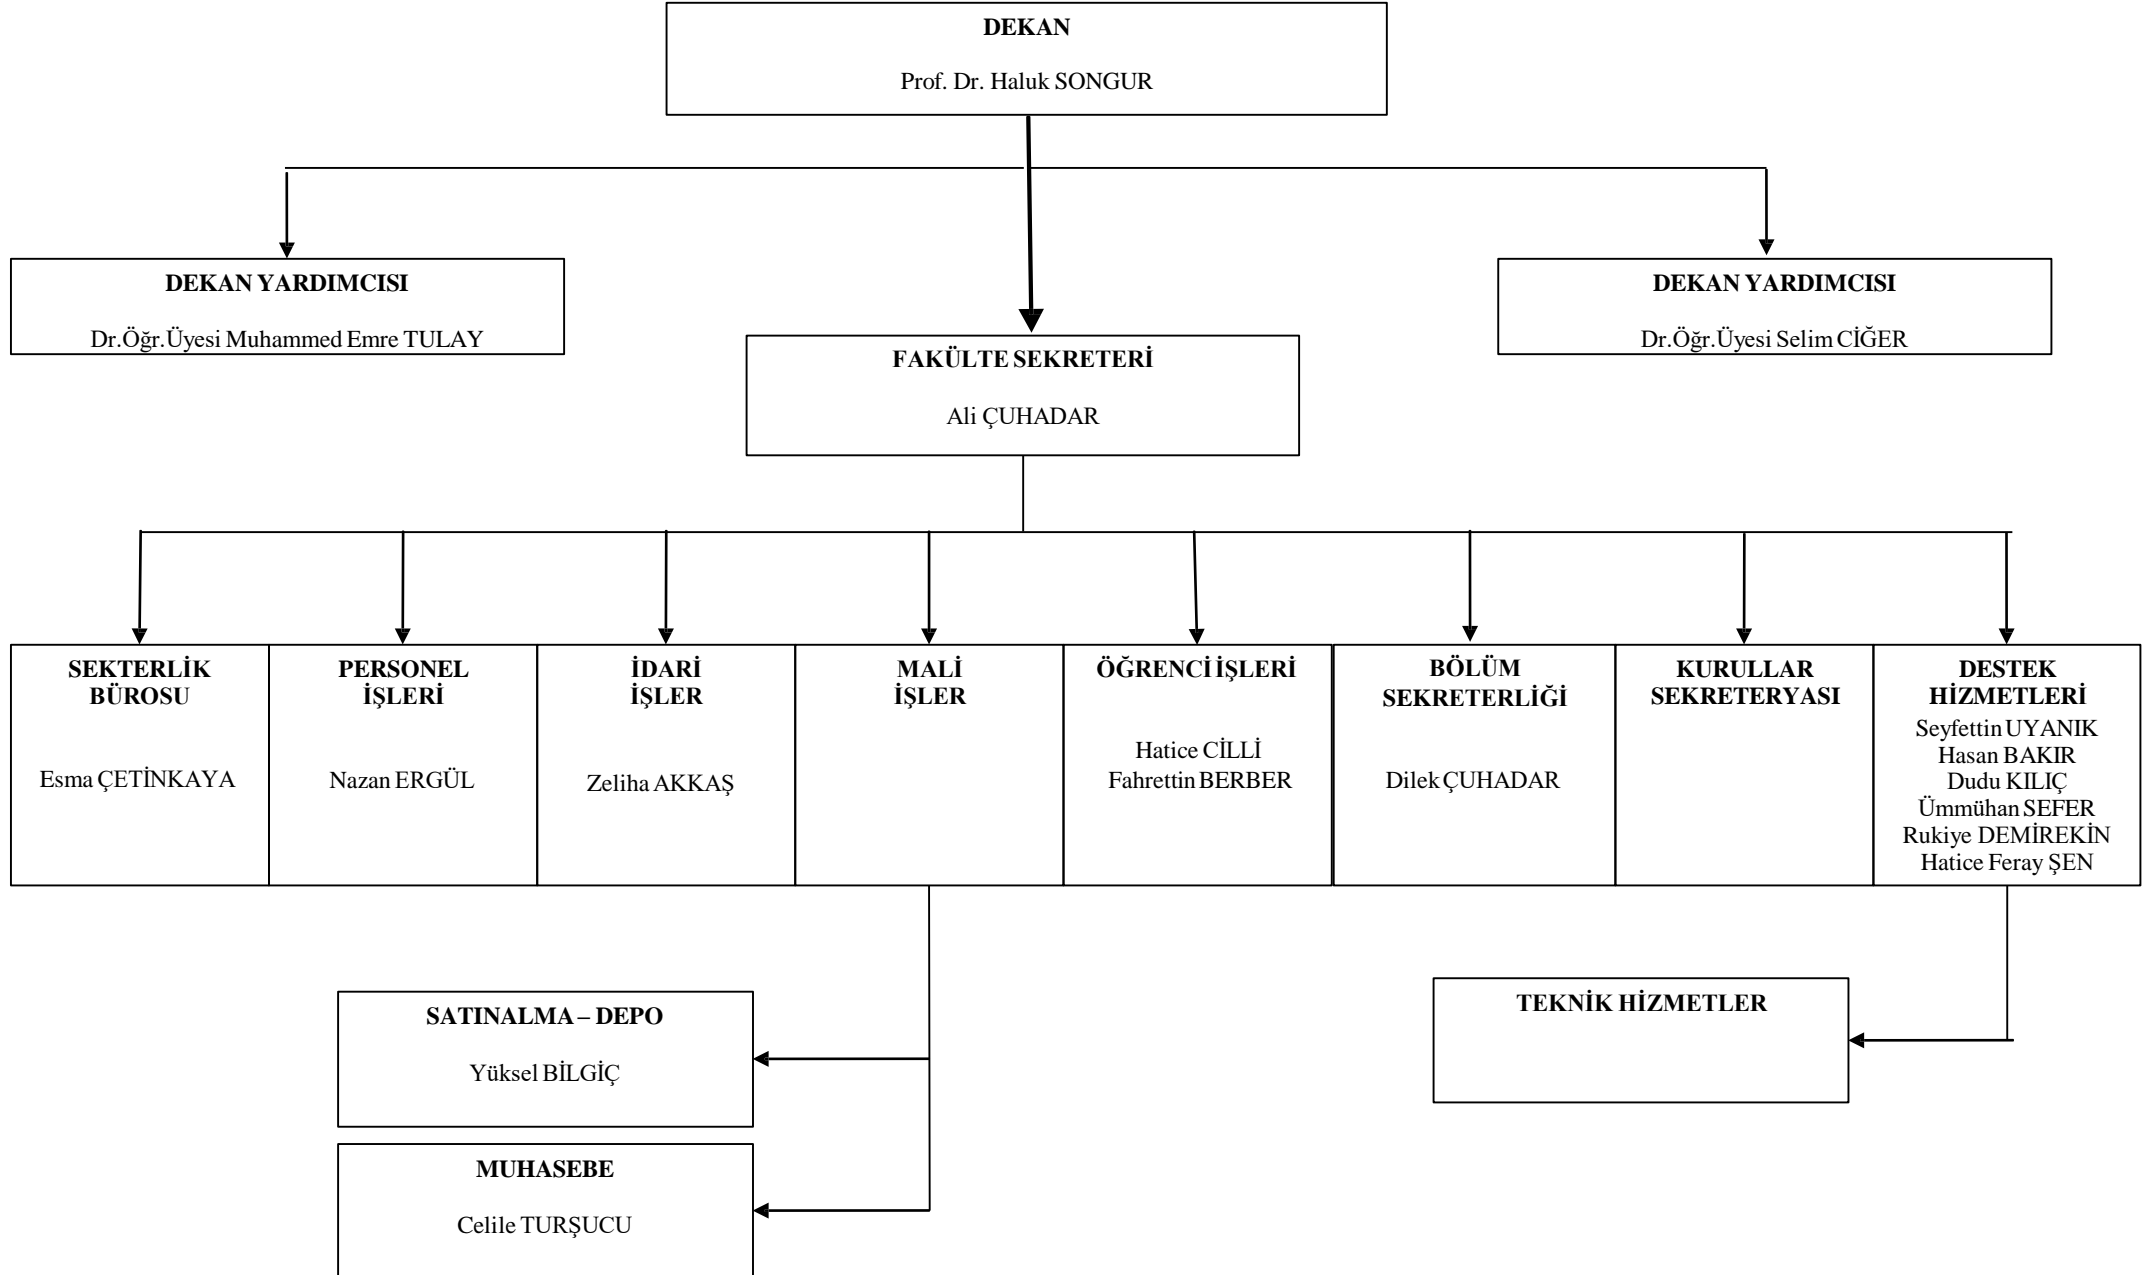 DEKAN
Prof. Dr. Haluk SONGUR
DEKAN YARDIMCISI
Dr.Öğr.Üyesi Muhammed Emre TULAY
DEKAN YARDIMCISI
Dr.Öğr.Üyesi Selim CİĞER
FAKÜLTE SEKRETERİ
Ali ÇUHADAR
SEKTERLİK
BÜROSU
Esma ÇETİNKAYA
PERSONEL
İŞLERİ
Nazan ERGÜL
İDARİ
İŞLER
Zeliha AKKAŞ
MALİ
İŞLER
ÖĞRENCİ İŞLERİ
Hatice CİLLİ
Fahrettin BERBER
BÖLÜM
SEKRETERLİĞİ
Dilek ÇUHADAR
KURULLAR
SEKRETERYASI
DESTEK
HİZMETLERİ
Seyfettin UYANIK
Hasan BAKIR
Dudu KILIÇ
Ümmühan SEFER
Rukiye DEMİREKİN
Hatice Feray ŞEN
SATINALMA – DEPO
Yüksel BİLGİÇ
TEKNİK HİZMETLER
MUHASEBE
Celile TURŞUCU